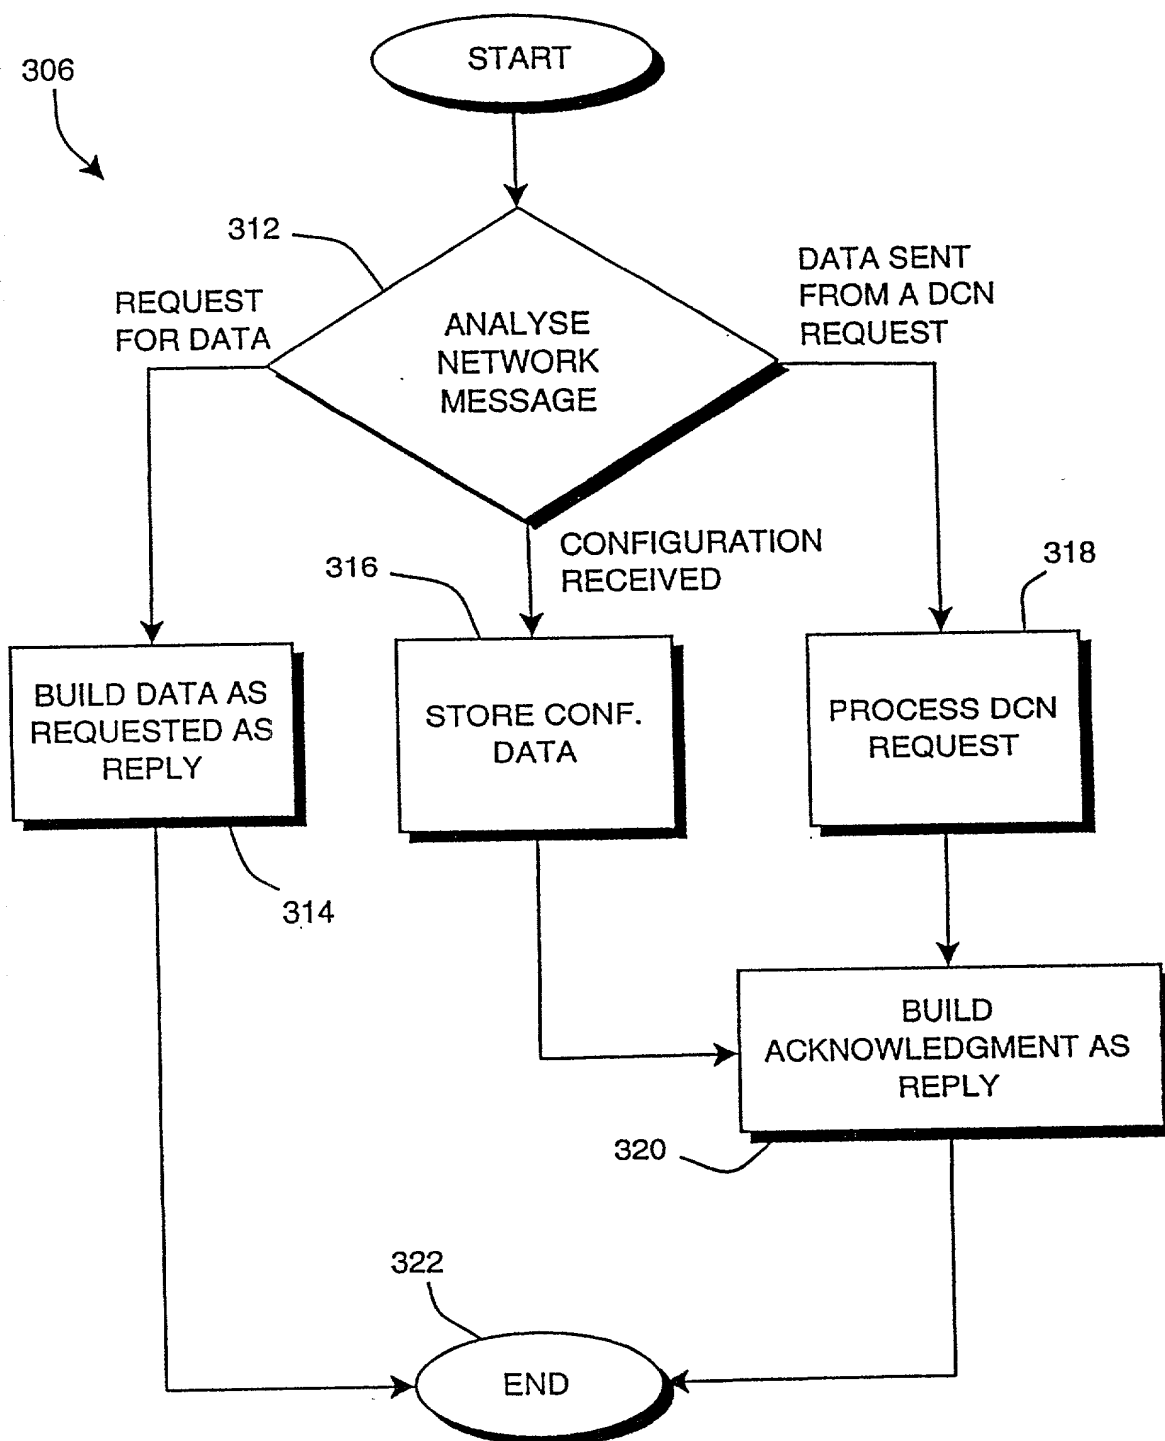 START
306
312
REQUEST
FOR DATA
ANALYSE
NETWORK
MESSAGE
DATA SENT
FROM A DCN
REQUEST
CONFIGURATION
RECEIVED
316
318
BUILD DATA AS
REQUESTED AS
REPLY
STORE CONF.
DATA
PROCESS DCN
REQUEST
314
BUILD
ACKNOWLEDGMENT AS
REPLY
320
322
END